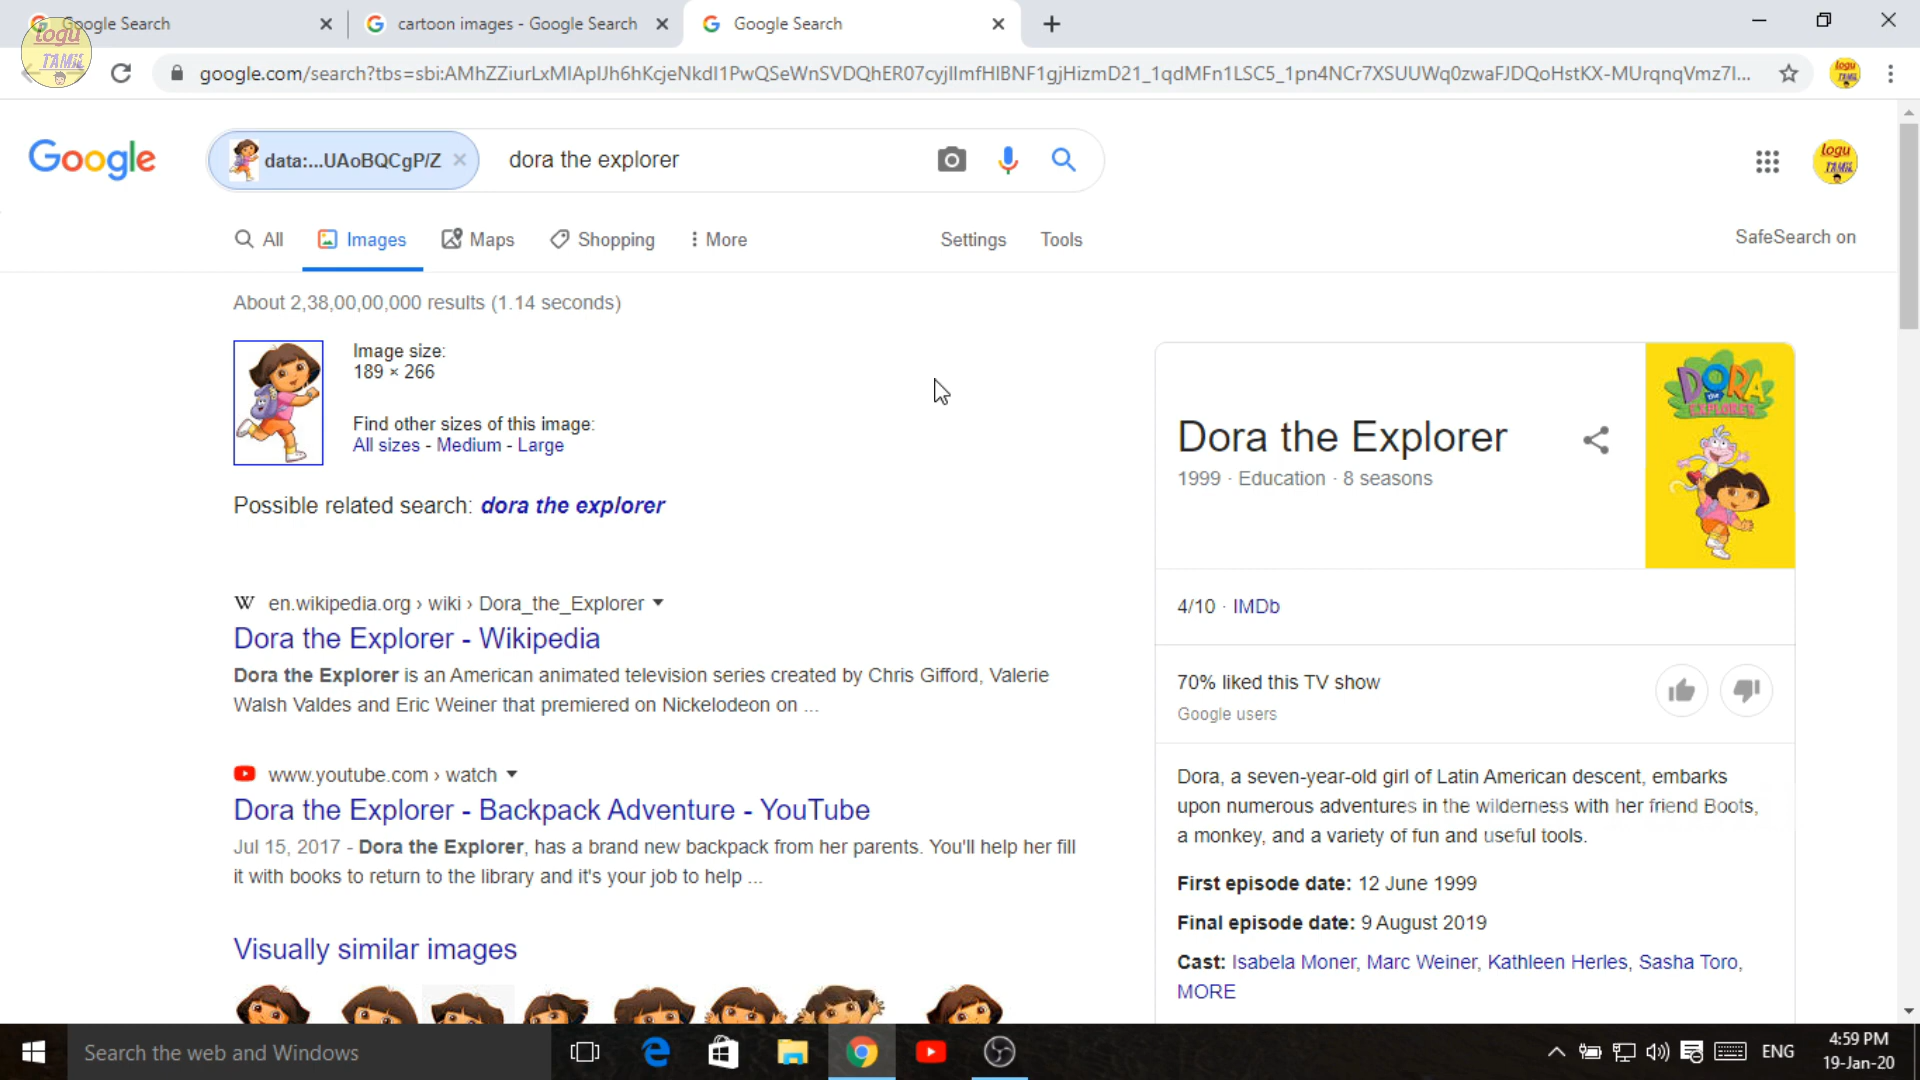 Google Search
cartoon images - Google Search
Google Search
logu
TAMIL
google.com/search?tbs=sbi:AMhZZiurLxMIApIJh6hKcjeNkdI1PwQSeWnSVDQhER07cyjIImfHIBNF1gjHizmD21_1qdMFn1LSC5_1pn4NCr7XSUUWq0zwaFJDQoHstKX-MUrqnqVmz7I...
logu
TAMIL
Google
data:...UAoBQCgP/Z
dora the explorer
logu
TAMIL
All
Images
Maps
Shopping
More
Settings
Tools
SafeSearch on
About 2,38,00,00,000 results (1.14 seconds)
Image size:
189 × 266
Find other sizes of this image:
All sizes - Medium - Large
Possible related search: dora the explorer
W en.wikipedia.org › wiki › Dora_the_Explorer
Dora the Explorer - Wikipedia
Dora the Explorer is an American animated television series created by Chris Gifford, Valerie
Walsh Valdes and Eric Weiner that premiered on Nickelodeon on ...
www.youtube.com › watch
Dora the Explorer - Backpack Adventure - YouTube
Jul 15, 2017 - Dora the Explorer, has a brand new backpack from her parents. You'll help her fill
it with books to return to the library and it's your job to help ...
Visually similar images
Dora the Explorer
1999 · Education · 8 seasons
DORA
the
EXPLORER
4/10 · IMDb
70% liked this TV show
Google users
Dora, a seven-year-old girl of Latin American descent, embarks
upon numerous adventures in the wilderness with her friend Boots,
a monkey, and a variety of fun and useful tools.
First episode date: 12 June 1999
Final episode date: 9 August 2019
Cast: Isabela Moner, Marc Weiner, Kathleen Herles, Sasha Toro,
MORE
Search the web and Windows
ENG
4:59 PM
19-Jan-20